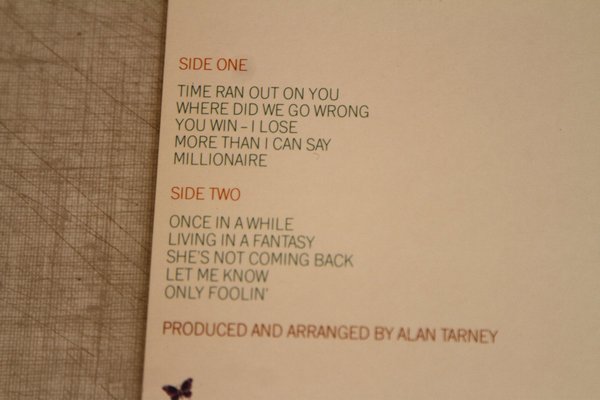 SIDE ONE
TIME RAN OUT ON YOU
WHERE DID WE GO WRONG
YOU WIN – I LOSE
MORE THAN I CAN SAY
MILLIONAIRE
SIDE TWO
ONCE IN A WHILE
LIVING IN A FANTASY
SHE'S NOT COMING BACK
LET ME KNOW
ONLY FOOLIN'
PRODUCED AND ARRANGED BY ALAN TARNEY